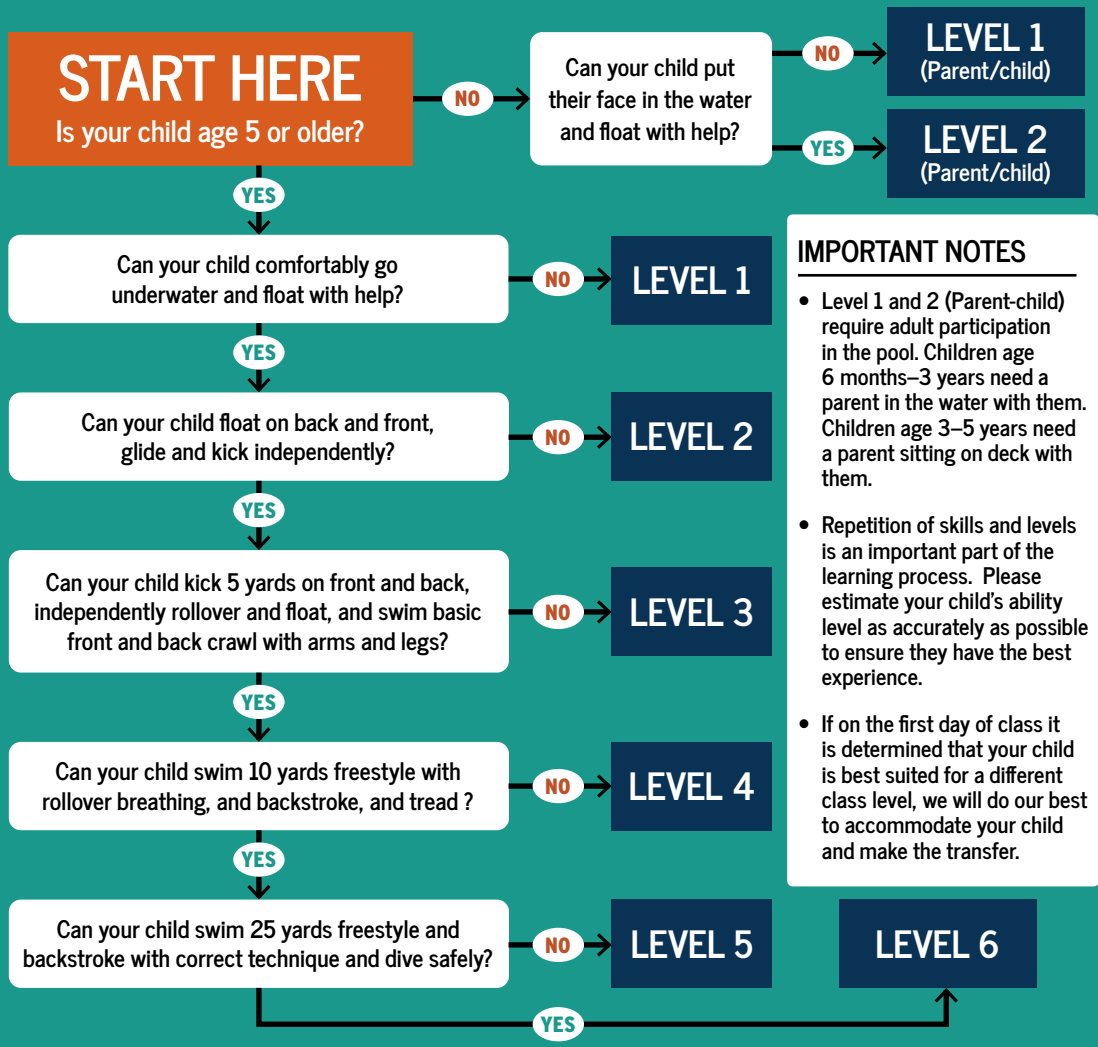 START HERE
Is your child age 5 or older?
NO
Can your child put
their face in the water
and float with help?
NO
LEVEL 1
(Parent/child)
YES
LEVEL 2
(Parent/child)
YES
Can your child comfortably go
underwater and float with help?
NO
LEVEL 1
YES
Can your child float on back and front,
glide and kick independently?
NO
LEVEL 2
YES
Can your child kick 5 yards on front and back,
independently rollover and float, and swim basic
front and back crawl with arms and legs?
NO
LEVEL 3
YES
Can your child swim 10 yards freestyle with
rollover breathing, and backstroke, and tread ?
NO
LEVEL 4
YES
Can your child swim 25 yards freestyle and
backstroke with correct technique and dive safely?
NO
LEVEL 5
YES
LEVEL 6
IMPORTANT NOTES
• Level 1 and 2 (Parent-child)
require adult participation
in the pool. Children age
6 months–3 years need a
parent in the water with them.
Children age 3–5 years need
a parent sitting on deck with
them.
• Repetition of skills and levels
is an important part of the
learning process.  Please
estimate your child's ability
level as accurately as possible
to ensure they have the best
experience.
• If on the first day of class it
is determined that your child
is best suited for a different
class level, we will do our best
to accommodate your child
and make the transfer.